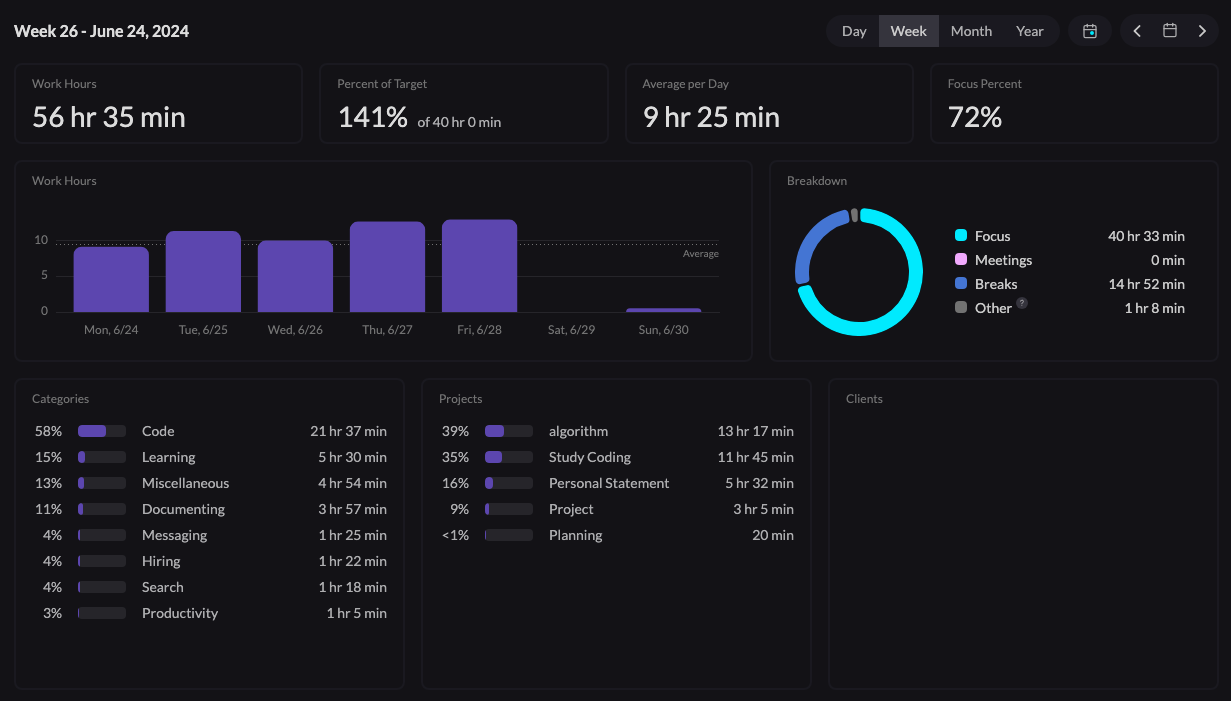 Week 26 - June 24, 2024
Day Week Month Year
Work Hours
56 hr 35 min
Percent of Target
141% of 40 hr 0 min
Average per Day
9 hr 25 min
Focus Percent
72%
Work Hours
10
5
0
Average
Mon, 6/24 Tue, 6/25 Wed, 6/26 Thu, 6/27 Fri, 6/28 Sat, 6/29 Sun, 6/30
Breakdown
Focus 40 hr 33 min
Meetings 0 min
Breaks 14 hr 52 min
Other ? 1 hr 8 min
Categories
58% Code 21 hr 37 min
15% Learning 5 hr 30 min
13% Miscellaneous 4 hr 54 min
11% Documenting 3 hr 57 min
4% Messaging 1 hr 25 min
4% Hiring 1 hr 22 min
4% Search 1 hr 18 min
3% Productivity 1 hr 5 min
Projects
39% algorithm 13 hr 17 min
35% Study Coding 11 hr 45 min
16% Personal Statement 5 hr 32 min
9% Project 3 hr 5 min
<1% Planning 20 min
Clients